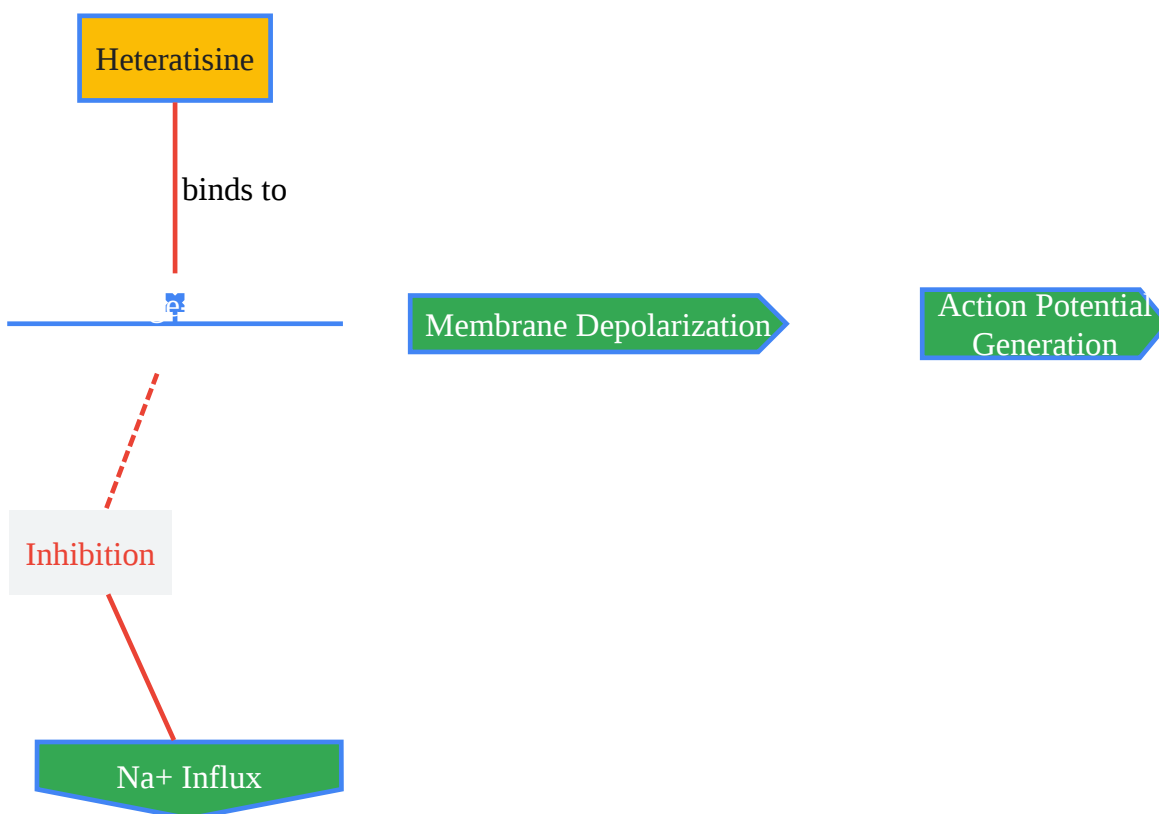 Heteratisine
binds to
Membrane Depolarization
Action Potential
Generation
Inhibition
Na+ Influx